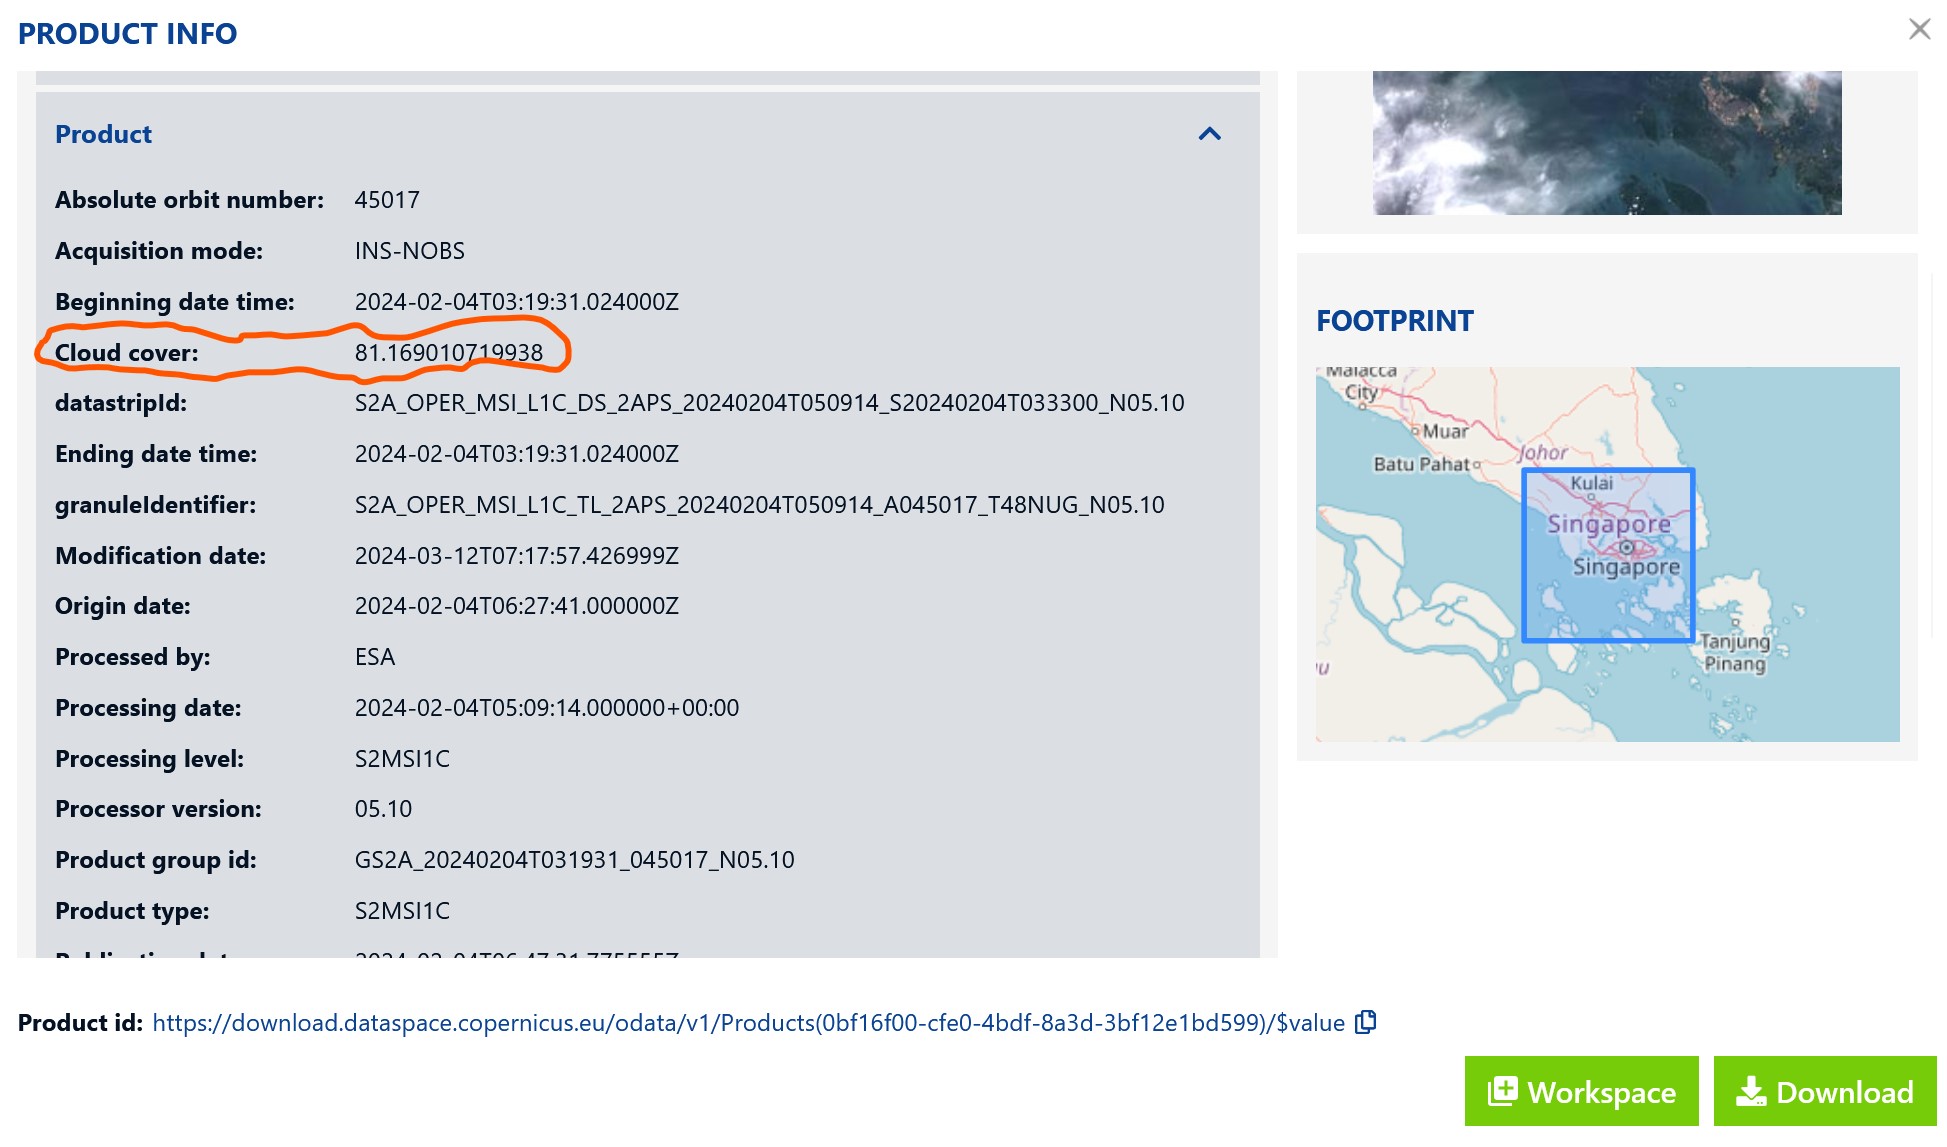 PRODUCT INFO
Product
Absolute orbit number: 45017
Acquisition mode: INS-NOBS
Beginning date time: 2024-02-04T03:19:31.024000Z
Cloud cover: 81.169010719938
datastripId: S2A_OPER_MSI_L1C_DS_2APS_20240204T050914_S20240204T033300_N05.10
Ending date time: 2024-02-04T03:19:31.024000Z
granuleIdentifier: S2A_OPER_MSI_L1C_TL_2APS_20240204T050914_A045017_T48NUG_N05.10
Modification date: 2024-03-12T07:17:57.426999Z
Origin date: 2024-02-04T06:27:41.000000Z
Processed by: ESA
Processing date: 2024-02-04T05:09:14.000000+00:00
Processing level: S2MSI1C
Processor version: 05.10
Product group id: GS2A_20240204T031931_045017_N05.10
Product type: S2MSI1C
FOOTPRINT
Malacca
City
Muar
Batu Pahat
Johor
Kulai
Singapore
Singapore
Tanjung
Pinang
Product id: https://download.dataspace.copernicus.eu/odata/v1/Products(0bf16f00-cfe0-4bdf-8a3d-3bf12e1bd599)/$value
Workspace
Download